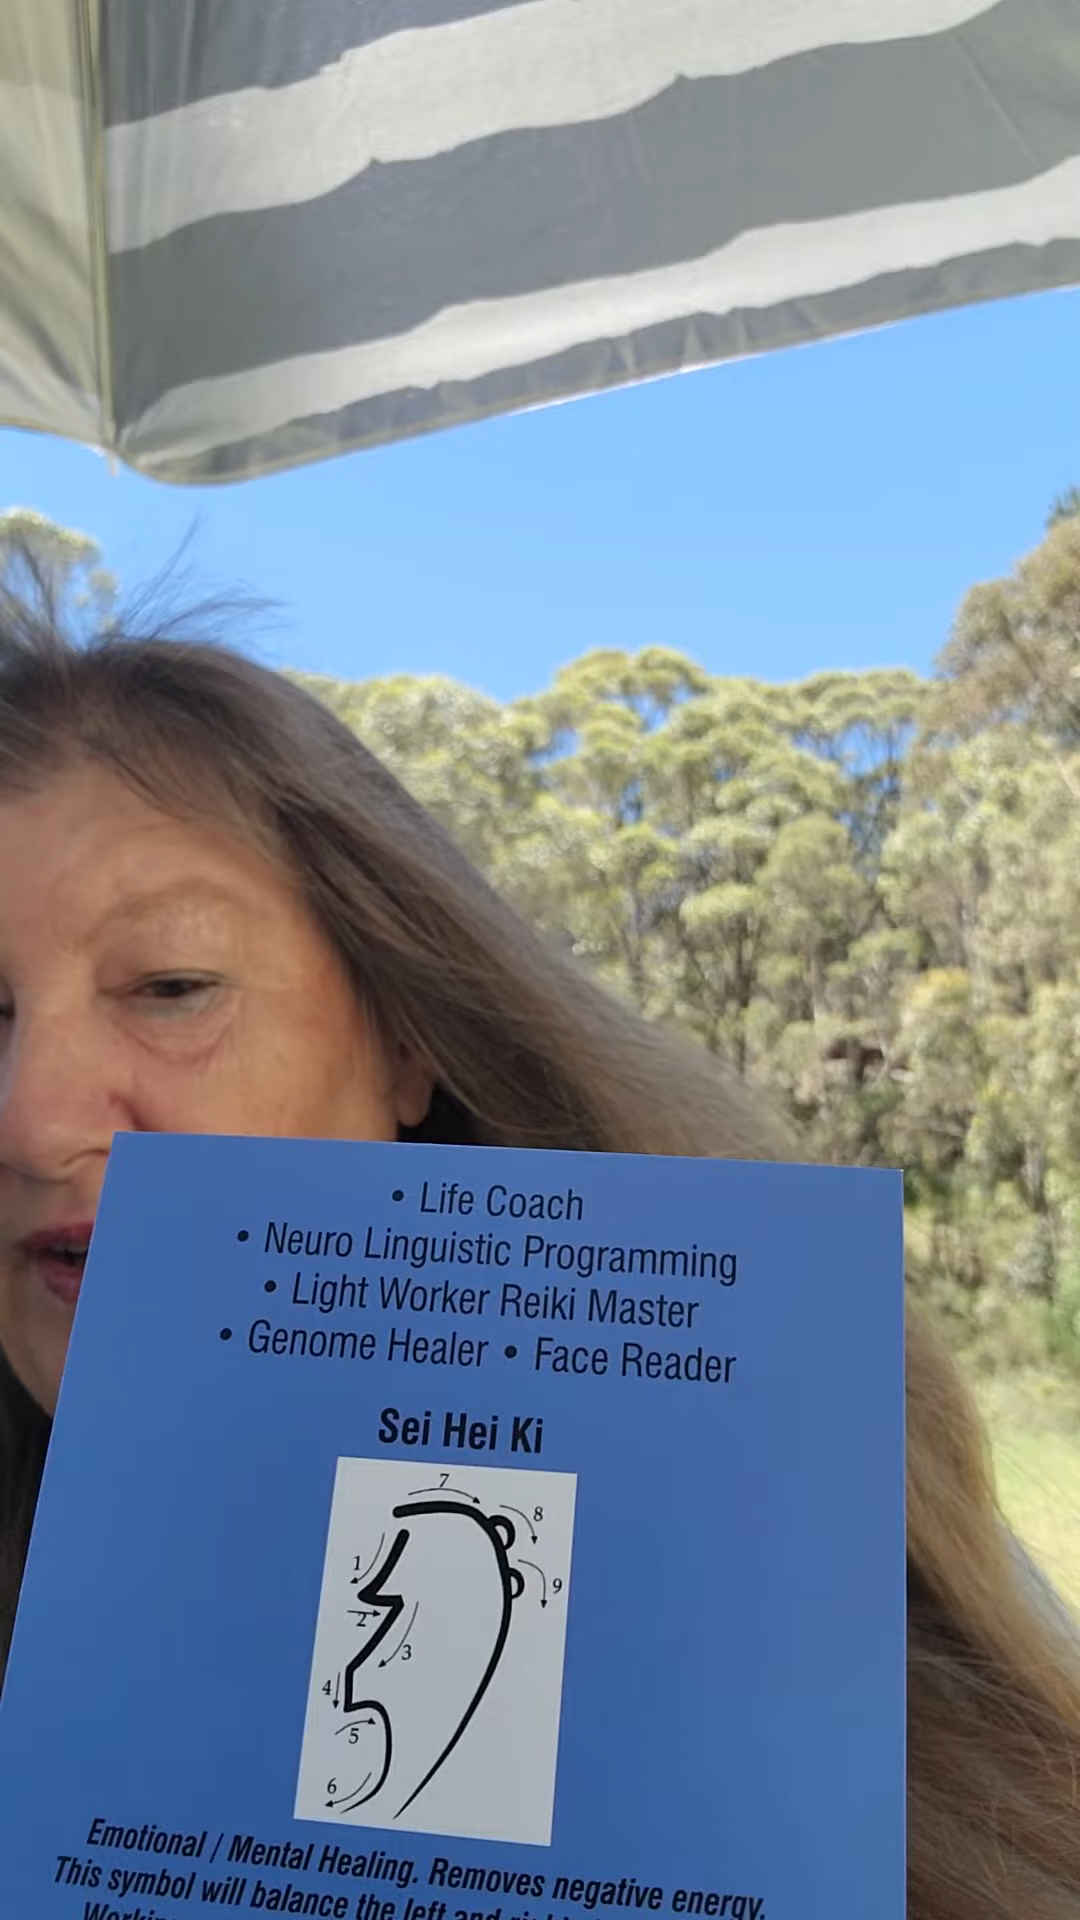 • Life Coach
• Neuro Linguistic Programming
• Light Worker Reiki Master
• Genome Healer • Face Reader
Sei Hei Ki
7
8
1
9
2
3
4
5
6
Emotional / Mental Healing. Removes negative energy.
This symbol will balance the left and